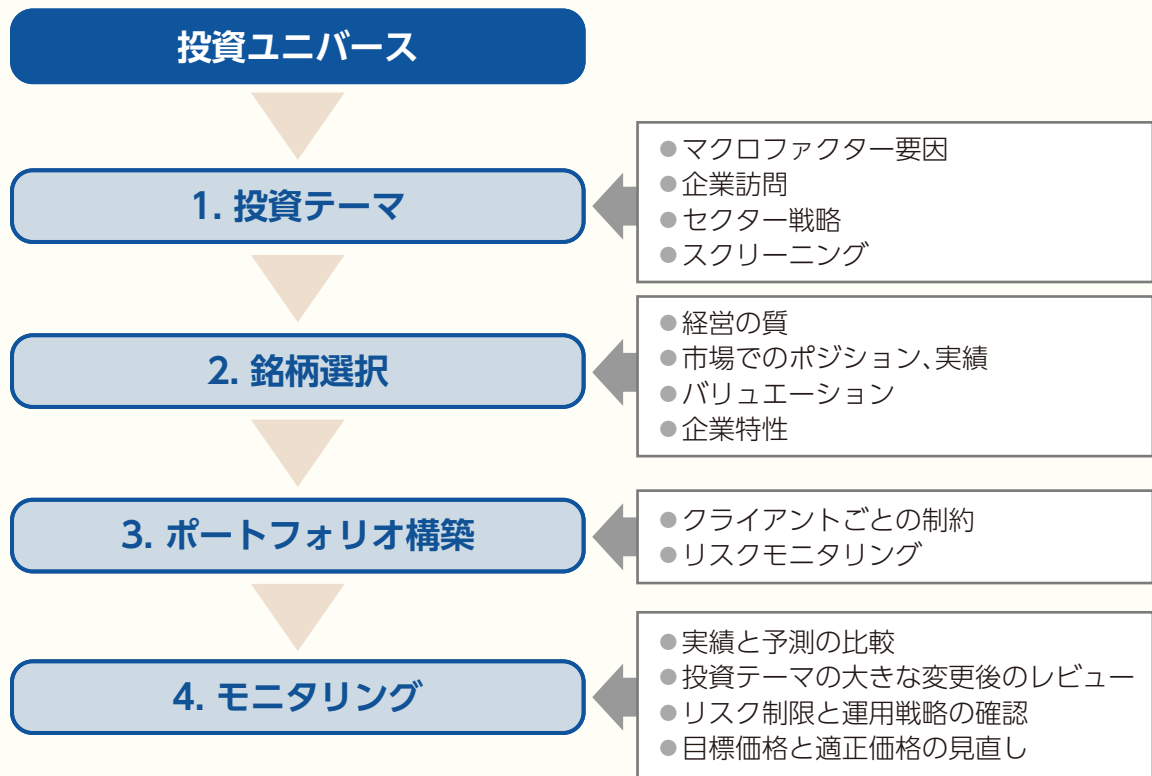 投資ユニバース
1. 投資テーマ
●マクロファクター要因
●企業訪問
●セクター戦略
●スクリーニング
2. 銘柄選択
●経営の質
●市場でのポジション、実績
●バリュエーション
●企業特性
3. ポートフォリオ構築
●クライアントごとの制約
●リスクモニタリング
4. モニタリング
●実績と予測の比較
●投資テーマの大きな変更後のレビュー
●リスク制限と運用戦略の確認
●目標価格と適正価格の見直し